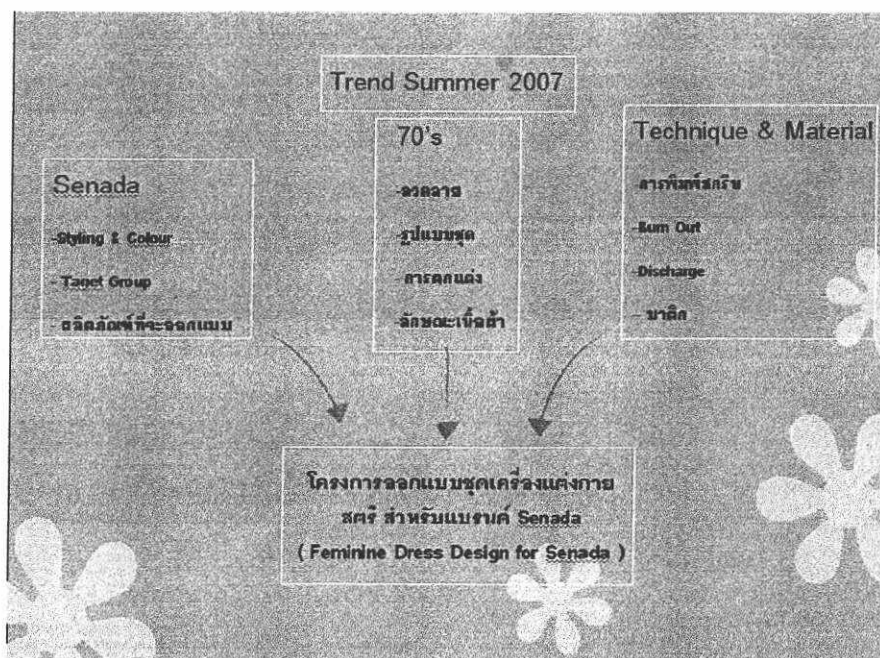 Trend Summer 2007
Senada
-Styling & Colour
- Taget Group
- ผลิตภัณฑ์ที่จะออกแบบ
70's
-ลวดลาย
-รูปแบบชุด
-การตกแต่ง
-ลักษณะเนื้อผ้า
Technique & Material
-การพิมพ์สกรีน
-Burn Out
-Discharge
- บาติก
โครงการออกแบบชุดเครื่องแต่งกาย
สตรี สำหรับแบรนด์ Senada
( Feminine Dress Design for Senada )